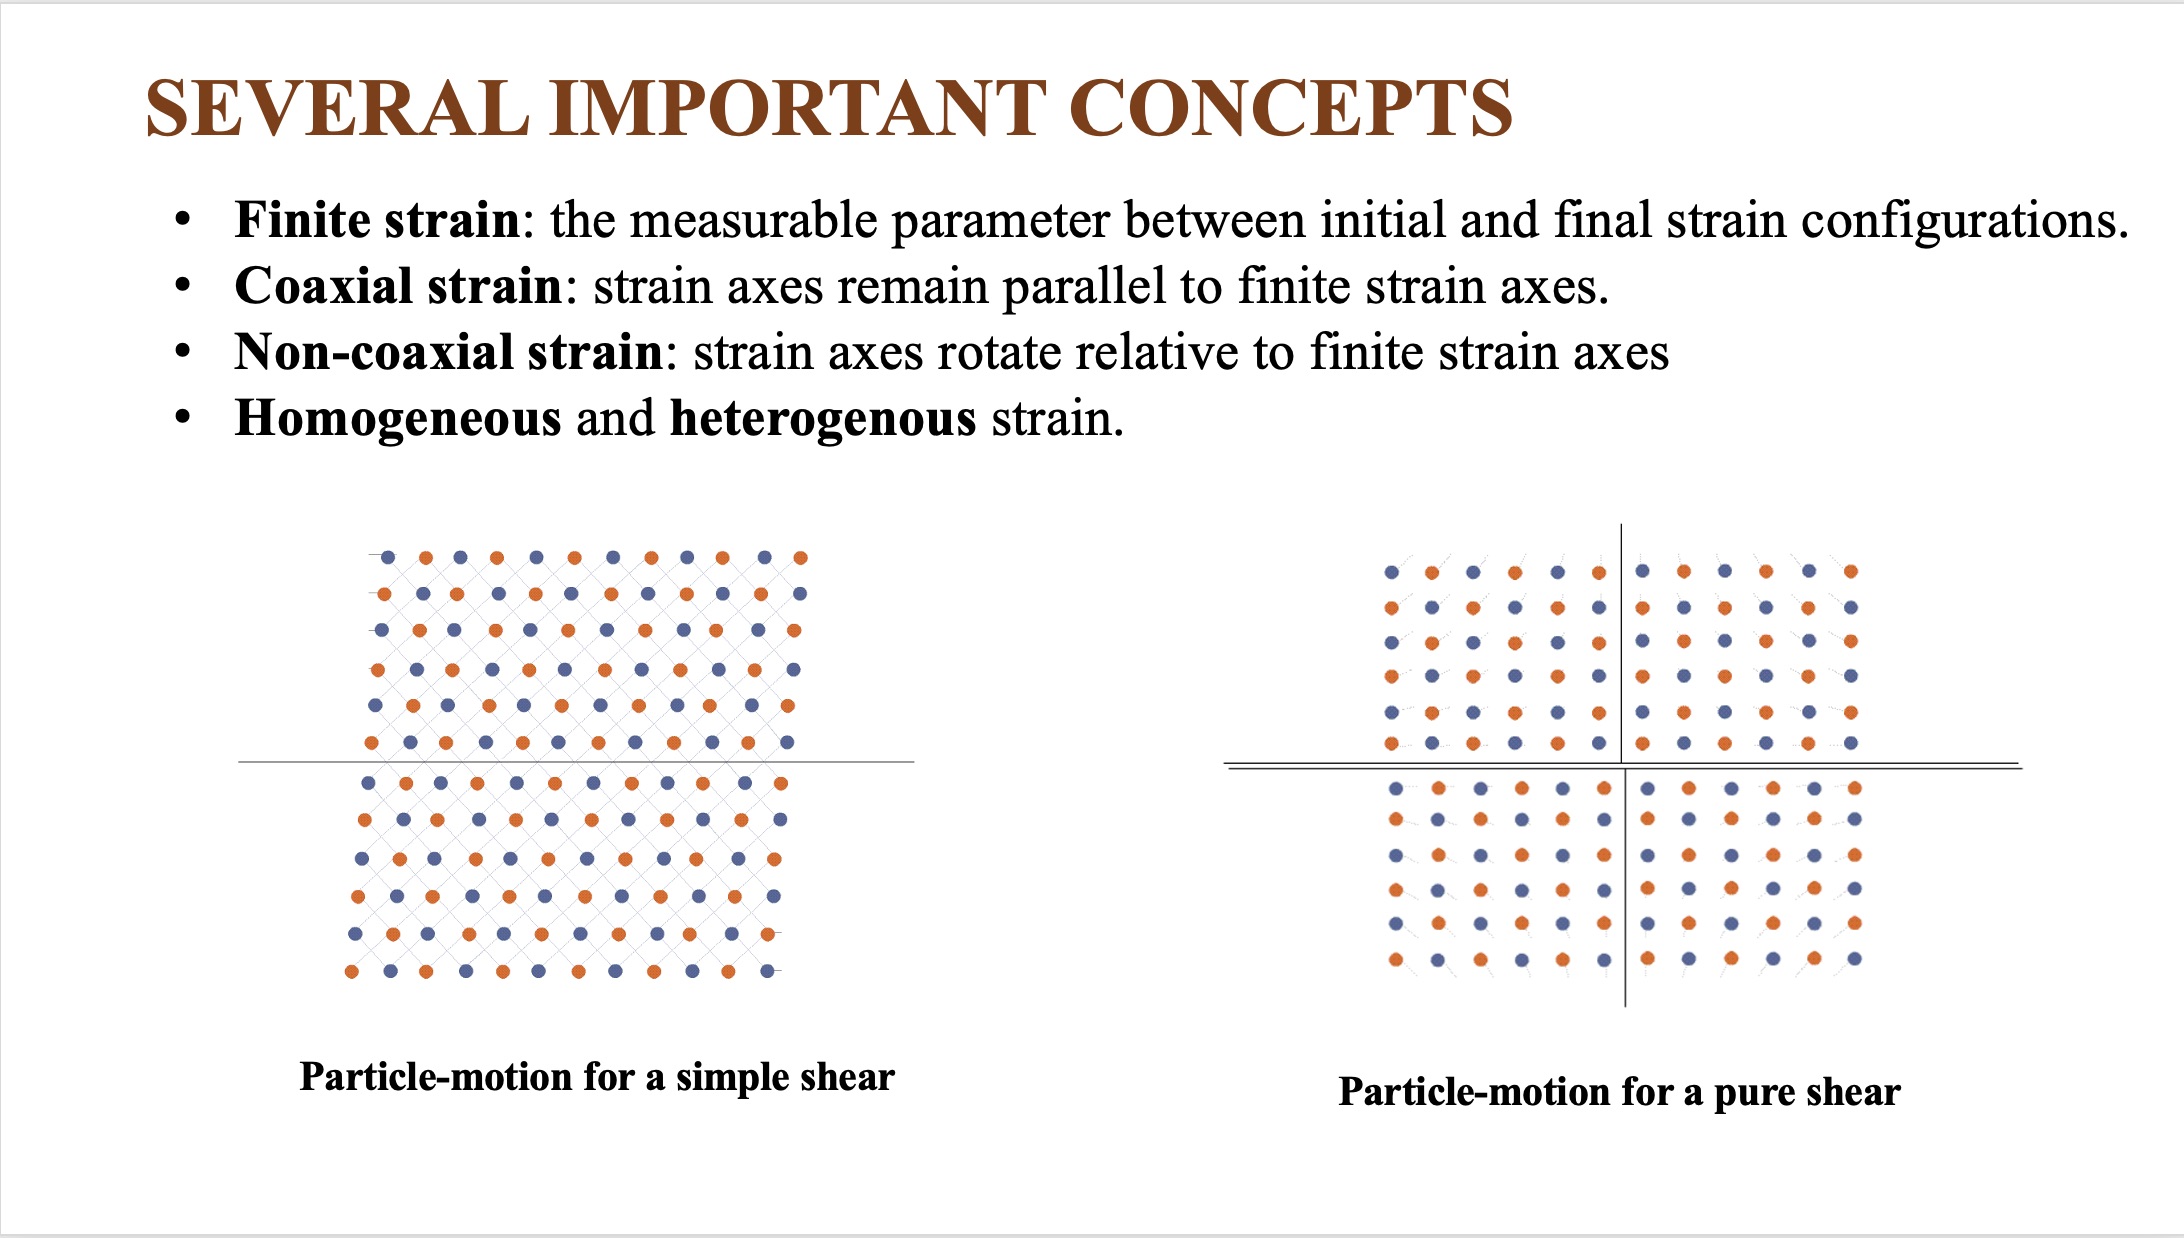 SEVERAL IMPORTANT CONCEPTS
• Finite strain: the measurable parameter between initial and final strain configurations.
• Coaxial strain: strain axes remain parallel to finite strain axes.
• Non-coaxial strain: strain axes rotate relative to finite strain axes
• Homogeneous and heterogenous strain.
Particle-motion for a simple shear
Particle-motion for a pure shear